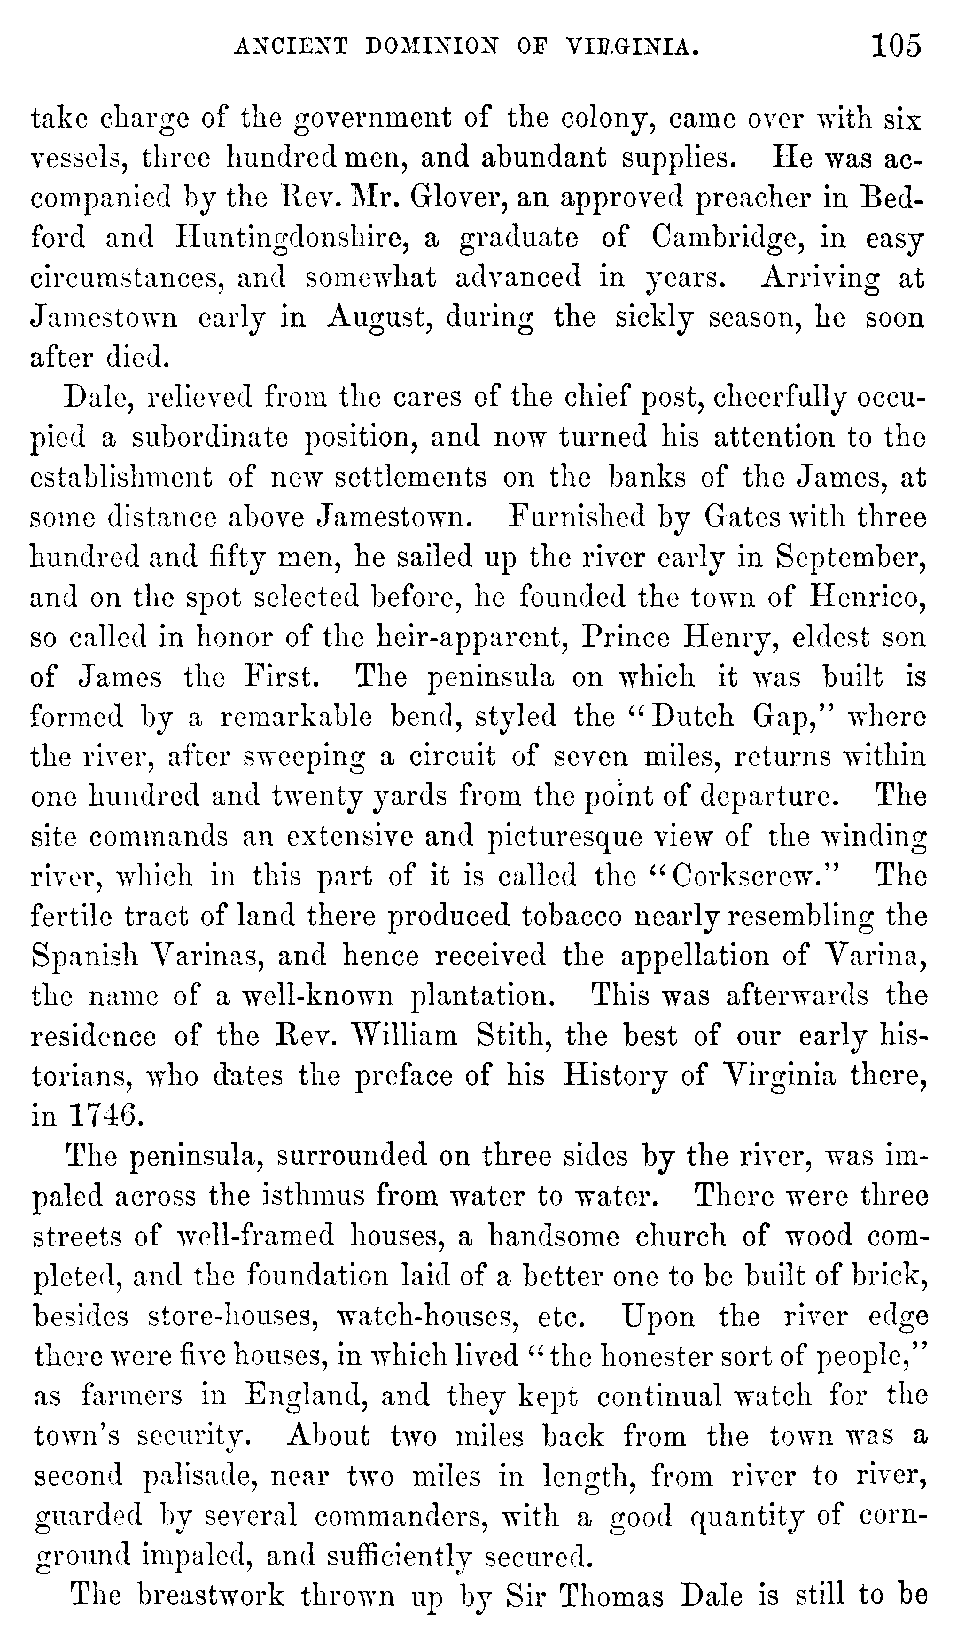 ANCIENT DOMINION OF VIRGINIA. 105
take charge of the government of the colony, came over with six
vessels, three hundred men, and abundant supplies. He was ac-
companied by the Rev. Mr. Glover, an approved preacher in Bed-
ford and Huntingdonshire, a graduate of Cambridge, in easy
circumstances, and somewhat advanced in years. Arriving at
Jamestown early in August, during the sickly season, he soon
after died.
Dale, relieved from the cares of the chief post, cheerfully occu-
pied a subordinate position, and now turned his attention to the
establishment of new settlements on the banks of the James, at
some distance above Jamestown. Furnished by Gates with three
hundred and fifty men, he sailed up the river early in September,
and on the spot selected before, he founded the town of Henrico,
so called in honor of the heir-apparent, Prince Henry, eldest son
of James the First. The peninsula on which it was built is
formed by a remarkable bend, styled the "Dutch Gap," where
the river, after sweeping a circuit of seven miles, returns within
one hundred and twenty yards from the point of departure. The
site commands an extensive and picturesque view of the winding
river, which in this part of it is called the "Corkscrew." The
fertile tract of land there produced tobacco nearly resembling the
Spanish Varinas, and hence received the appellation of Varina,
the name of a well-known plantation. This was afterwards the
residence of the Rev. William Stith, the best of our early his-
torians, who dates the preface of his History of Virginia there,
in 1746.
The peninsula, surrounded on three sides by the river, was im-
paled across the isthmus from water to water. There were three
streets of well-framed houses, a handsome church of wood com-
pleted, and the foundation laid of a better one to be built of brick,
besides store-houses, watch-houses, etc. Upon the river edge
there were five houses, in which lived "the honester sort of people,"
as farmers in England, and they kept continual watch for the
town's security. About two miles back from the town was a
second palisade, near two miles in length, from river to river,
guarded by several commanders, with a good quantity of corn-
ground impaled, and sufficiently secured.
The breastwork thrown up by Sir Thomas Dale is still to be